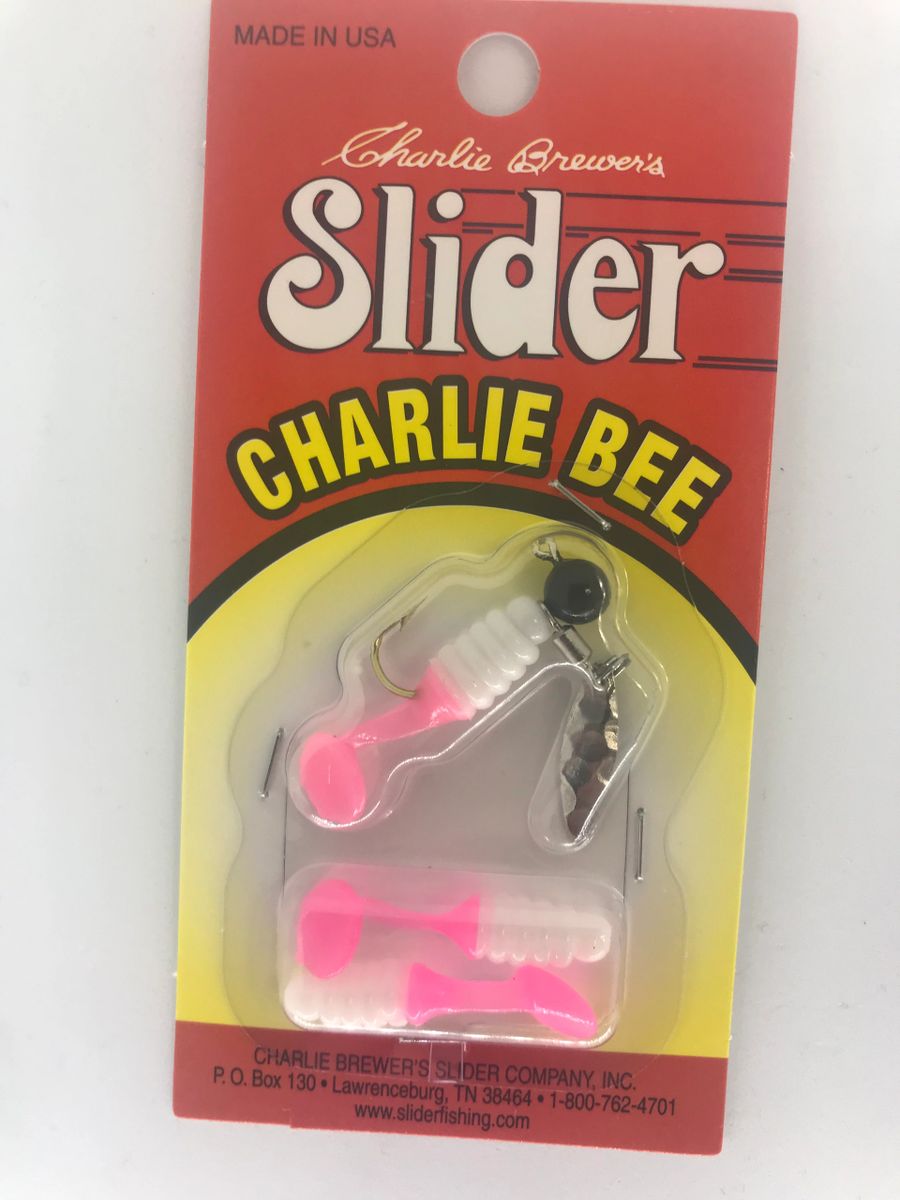 MADE IN USA
Charlie Brewer's
Slider
CHARLIE BEE
CHARLIE BREWER'S SLIDER COMPANY, INC.
P. O. Box 130 • Lawrenceburg, TN 38464 • 1-800-762-4701
www.sliderfishing.com